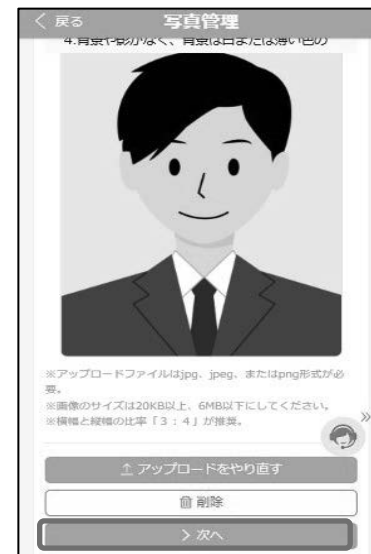 < 戻る 写真管理
4.背景や影がなく、背景は白または薄い色の
※アップロードファイルはjpg、jpeg、またはpng形式が必
要。
※画像のサイズは20KB以上、6MB以下にしてください。
※横幅と縦幅の比率「3：4」が推奨。
アップロードをやり直す
削除
> 次へ